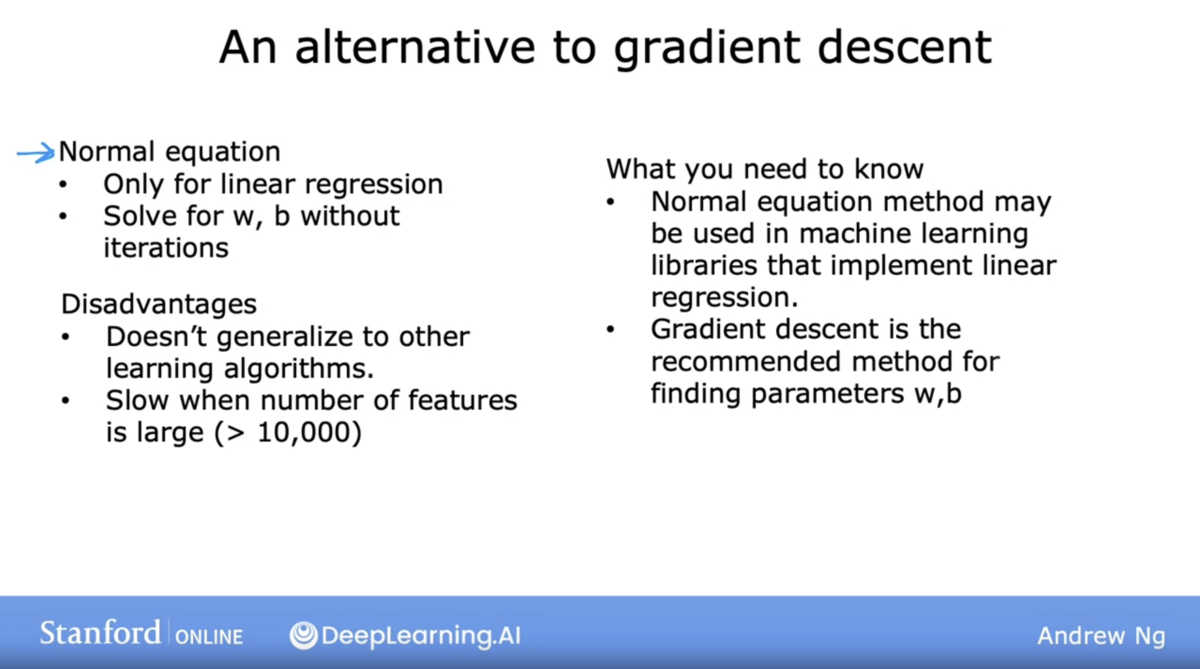 An alternative to gradient descent
Normal equation
• Only for linear regression
• Solve for w, b without
iterations
Disadvantages
• Doesn’t generalize to other
learning algorithms.
• Slow when number of features
is large (> 10,000)
What you need to know
• Normal equation method may
be used in machine learning
libraries that implement linear
regression.
• Gradient descent is the
recommended method for
finding parameters w,b
Stanford ONLINE
DeepLearning.AI
Andrew Ng